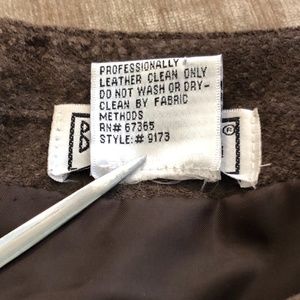 PROFESSIONALLY
LEATHER CLEAN ONLY
DO NOT WASH OR DRY-
CLEAN BY FABRIC
METHODS
RN# 67365
STYLE:# 9173
®